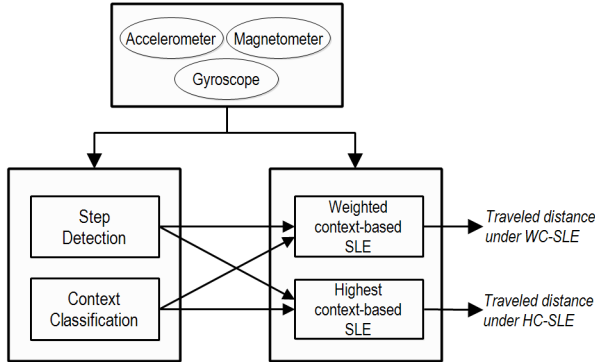 Accelerometer
Magnetometer
Gyroscope
Step
Detection
Context
Classification
Weighted
context-based
SLE
Highest
context-based
SLE
Traveled distance
under WC-SLE
Traveled distance
under HC-SLE